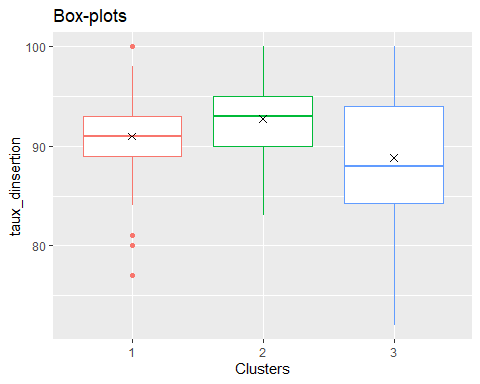 Box-plots
taux_dinsertion
100
90
80
1 2 3
Clusters